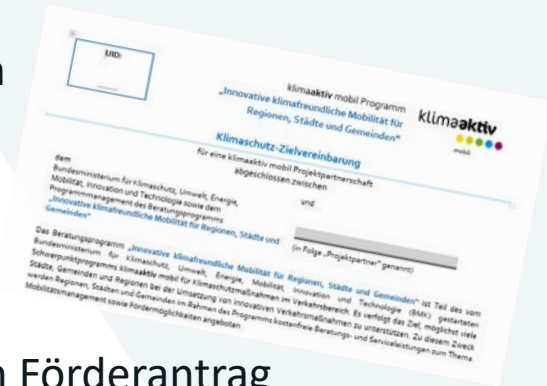 n
UID:
klimaaktiv mobil Programm
„Innovative klimafreundliche Mobilität für
Regionen, Städte und Gemeinden“
klimaaktiv
mobil
Klimaschutz-Zielvereinbarung
für eine klimaaktiv mobil Projektpartnerschaft
abgeschlossen zwischen
dem
Bundesministerium für Klimaschutz, Umwelt, Energie,
Mobilität, Innovation und Technologie sowie dem
Programmmanagement des Beratungsprogramms
„Innovative klimafreundliche Mobilität für Regionen, Städte und
Gemeinden“
und
(in Folge „Projektpartner“ genannt)
Das Beratungsprogramm „Innovative klimafreundliche Mobilität für Regionen, Städte und Gemeinden“ ist Teil des vom
Bundesministerium für Klimaschutz, Umwelt, Energie, Mobilität, Innovation und Technologie (BMK) gestarteten
Schwerpunktprogramms klimaaktiv mobil für Klimaschutzmaßnahmen im Verkehrsbereich. Es verfolgt das Ziel, möglichst viele
Städte, Gemeinden und Regionen bei der Umsetzung von innovativen Verkehrsmaßnahmen zu unterstützen. Zu diesem Zweck
werden Regionen, Städten und Gemeinden im Rahmen des Programms kostenfreie Beratungs- und Serviceleistungen zum Thema
Mobilitätsmanagement sowie Fördermöglichkeiten angeboten.
n Förderantrag